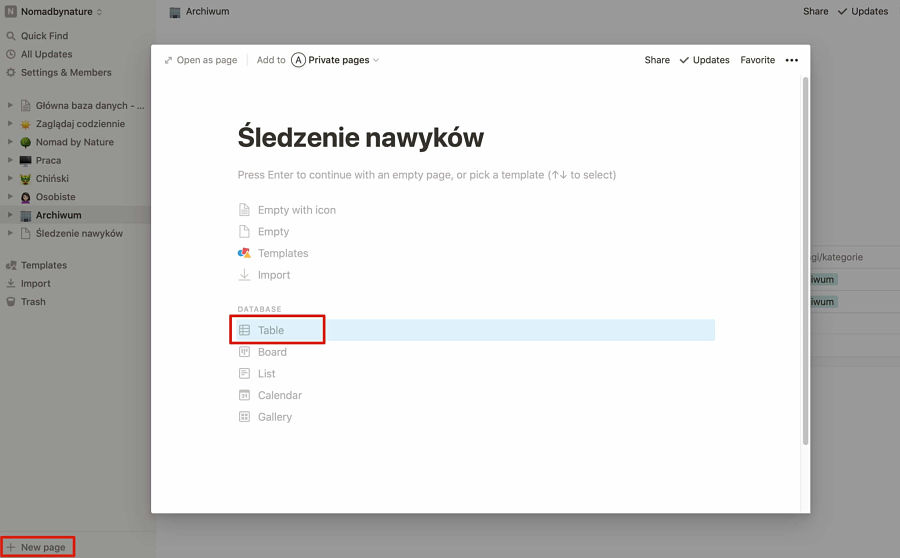 Nomadbynature
Quick Find
All Updates
Settings & Members
Główna baza danych - ...
Zaglądaj codziennie
Nomad by Nature
Praca
Chiński
Osobiste
Archiwum
Śledzenie nawyków
Templates
Import
Trash
New page
Archiwum
Share
Updates
Open as page
Add to
A Private pages
Share
Updates
Favorite
Śledzenie nawyków
Press Enter to continue with an empty page, or pick a template (↑↓ to select)
Empty with icon
Empty
Templates
Import
DATABASE
Table
Board
List
Calendar
Gallery
gi/kategorie
iwum
iwum